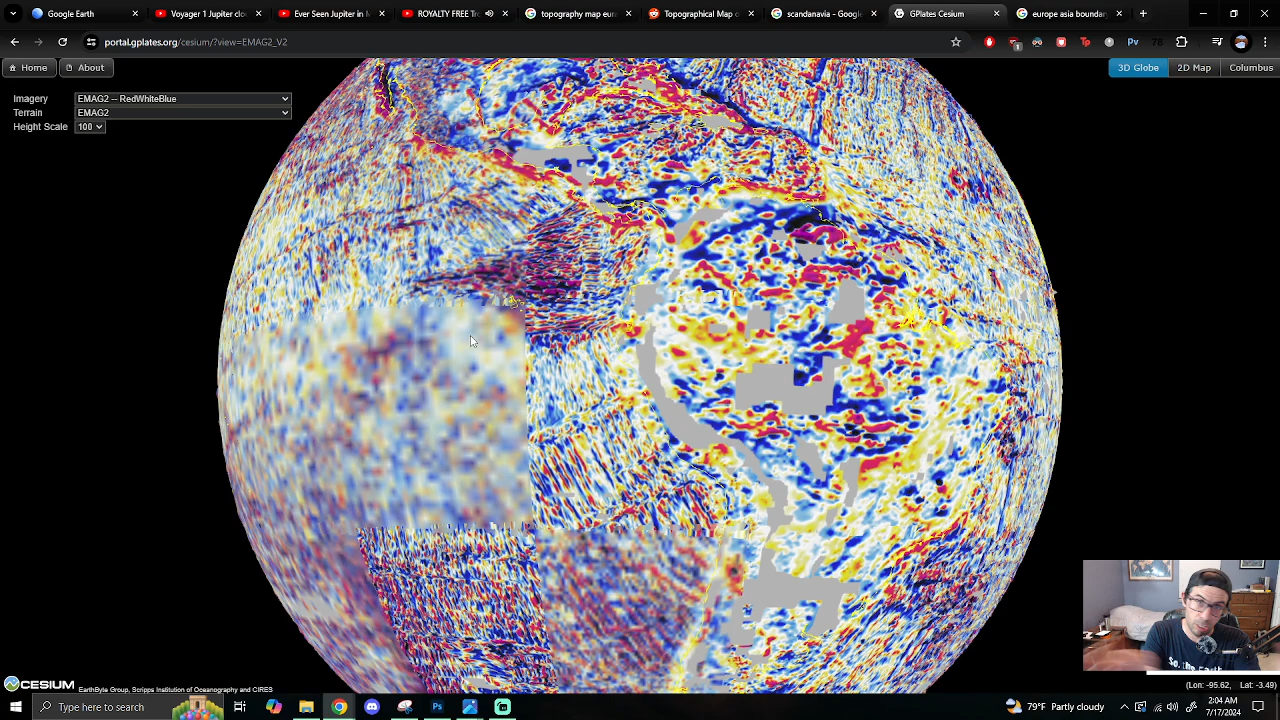 Google Earth
Voyager 1 Jupiter clo
Ever Seen Jupiter in M
ROYALTY FREE Tro
topography map eur
Topographical Map o
scandanavia - Google
GPlates Cesium
europe asia boundary
portal.gplates.org/cesium/?view=EMAG2_V2
Home
About
3D Globe
2D Map
Columbus
Imagery
EMAG2 -- RedWhiteBlue
Terrain
EMAG2
Height Scale
100
CESIUM
EarthByte Group, Scripps Institution of Oceanography and CIRES
(Lon: -95.62, Lat: -3.49)
Type here to search
79°F Partly cloudy
2:04 AM
7/17/2024